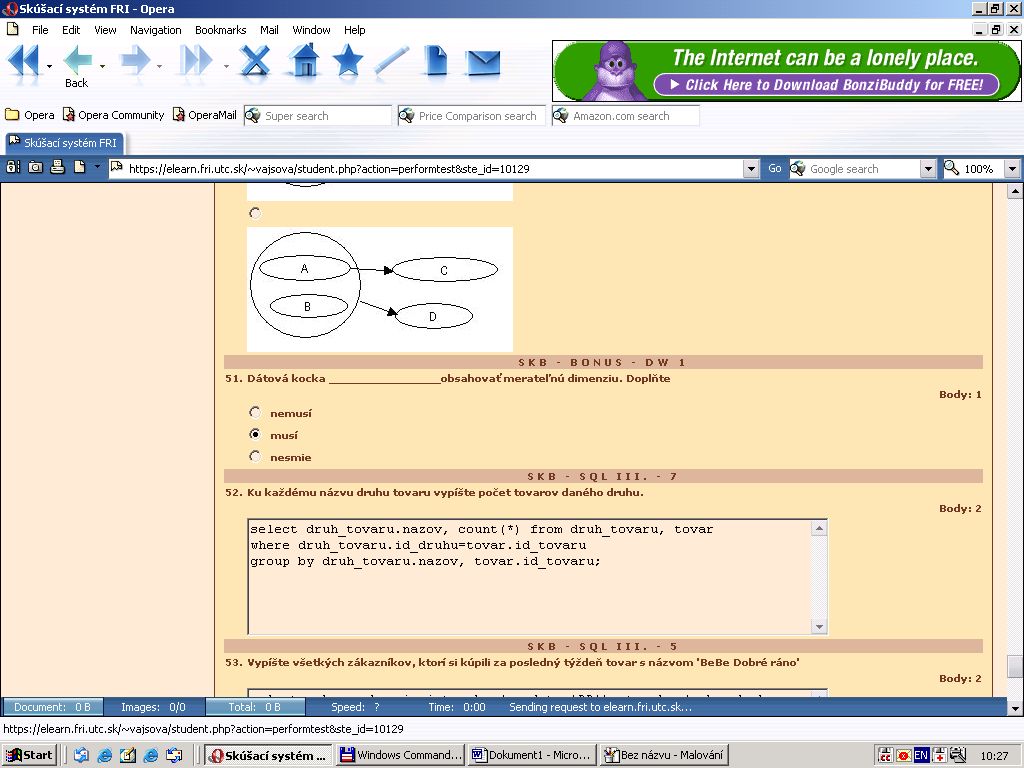 Skúšací systém FRI - Opera
File Edit View Navigation Bookmarks Mail Window Help
Back
The Internet can be a lonely place.
Click Here to Download BonziBuddy for FREE!
Opera Opera Community OperaMail Super search Price Comparison search Amazon.com search
Skúšací systém FRI
https://elearn.fri.utc.sk/~vajsova/student.php?action=performtest&ste_id=10129 Go Google search 100%
A C
B D
SKB - BONUS - DW 1
51. Dátová kocka _________________obsahovať merateľnú dimenziu. Doplňte
Body: 1
nemusí
musí
nesmie
SKB - SQL III. - 7
52. Ku každému názvu druhu tovaru vypíšte počet tovarov daného druhu.
Body: 2
select druh_tovaru.nazov, count(*) from druh_tovaru, tovar
where druh_tovaru.id_druhu=tovar.id_tovaru
group by druh_tovaru.nazov, tovar.id_tovaru;
SKB - SQL III. - 5
53. Vypíšte všetkých zákazníkov, ktorí si kúpili za posledný týždeň tovar s názvom 'BeBe Dobré ráno'
Body: 2
Document: 0 B Images: 0/0 Total: 0 B Speed: ? Time: 0:00 Sending request to elearn.fri.utc.sk...
https://elearn.fri.utc.sk/~vajsova/student.php?action=performtest&ste_id=10129
Start Skúšací systém ... Windows Command... Dokument1 - Micro... Bez názvu - Malování EN 10:27